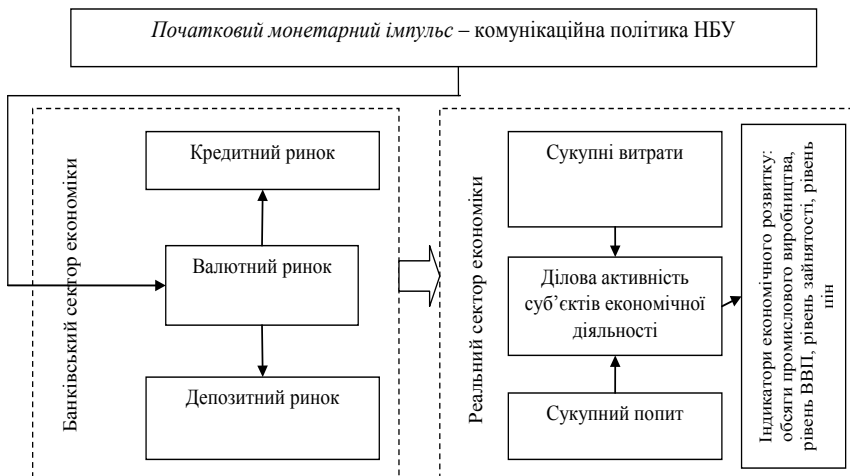 Початковий монетарний імпульс – комунікаційна політика НБУ
Банківський сектор економіки
Кредитний ринок
Валютний ринок
Депозитний ринок
Реальний сектор економіки
Сукупні витрати
Ділова активність
суб’єктів економічної
діяльності
Сукупний попит
Індикатори економічного розвитку:
обсяги промислового виробництва,
рівень ВВП, рівень зайнятості, рівень
цін